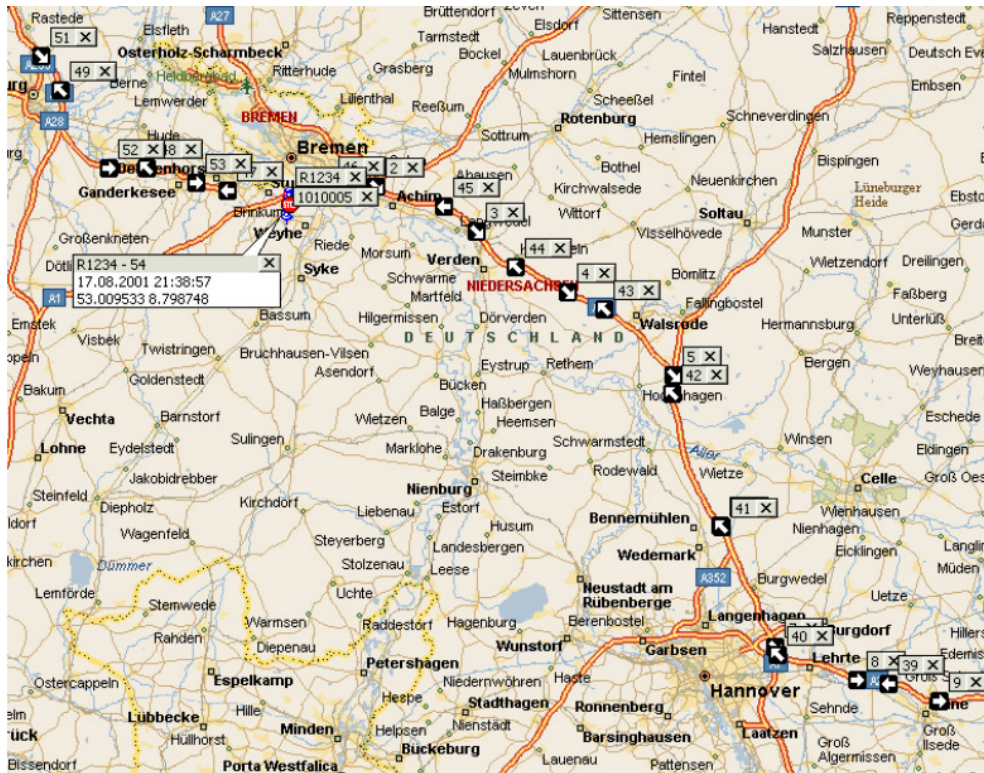 Rastede
Elsfleth
A27
Brüttendorf
Zeven
Sittensen
Hanstedt
Reppenstedt
51
Tarmstedt
Elsdorf
Osterholz-Scharmbeck
Bockel
Lauenbrück
Salzhausen
Deutsch Eve
49
Berne
Heidbergbad
Ritterhude
Grasberg
Mulmshorn
Fintel
Embsen
Lemwerder
Lilienthal
Reeßum
Scheeßel
Schneverdingen
A28
BREMEN
Rotenburg
Hude
Sottrum
Hemslingen
52
Bremen
Bispingen
53
46
2
Ahausen
Bothel
Neuenkirchen
Ganderkesee
R1234
45
Kirchwalsede
Lüneburger
Heide
1010005
Achim
3
Wittorf
Soltau
Brinkum
Weyhe
Visselhövede
Munster
Großenkneten
Riede
Morsum
44
Wietzendorf
Dreilingen
R1234 - 54
Syke
Verden
4
Bomlitz
17.08.2001 21:38:57
Schwarme
NIEDERSACHSEN
43
Fallingbostel
Faßberg
A1
53.009533 8.798748
Martfeld
Emstek
Bassum
Hilgermissen
Dörverden
Walsrode
Hermannsburg
Unterlüß
Visbek
DEUTSCHLAND
Twistringen
Bruchhausen-Vilsen
5
Goldenstedt
Asendorf
Eystrup
Rethem
42
Bergen
Weyhausen
Bakum
Bücken
Vechta
Barnstorf
Wietzen
Balge
Haßbergen
Heemsen
Eschede
Lohne
Eydelstedt
Sulingen
Marklohe
Drakenburg
Schwarmstedt
Winsen
Eldingen
Jakobidrebber
Steimbke
Rodewald
Aller
Wietze
Celle
Groß Oes
Steinfeld
Diepholz
Kirchdorf
Nienburg
Liebenau
Estorf
41
Wienhausen
Wagenfeld
Steyerberg
Husum
Bennemühlen
Nienhagen
Landesbergen
Eicklingen
Dümmer
Stolzenau
Leese
Wedemark
Lemförde
Stemwede
Uchte
A352
Burgwedel
Müden
Warmsen
Raddestorf
Hagenburg
Neustadt am
Rübenberge
Uetze
Rahden
Diepenau
Berenbostel
Langenhagen
Wunstorf
40
Petershagen
Garbsen
Lehrte
8
39
Ostercappeln
Espelkamp
Niedernwöhren
Haste
9
Hille
Hespe
Stadthagen
Hannover
Sehnde
Lübbecke
Ronnenberg
Hüllhorst
Minden
Helpsen
Nienstädt
Barsinghausen
Laatzen
Groß
Ilsede
Bissendorf
Porta Westfalica
Bückeburg
Lauenau
Pattensen
Groß
Algermissen